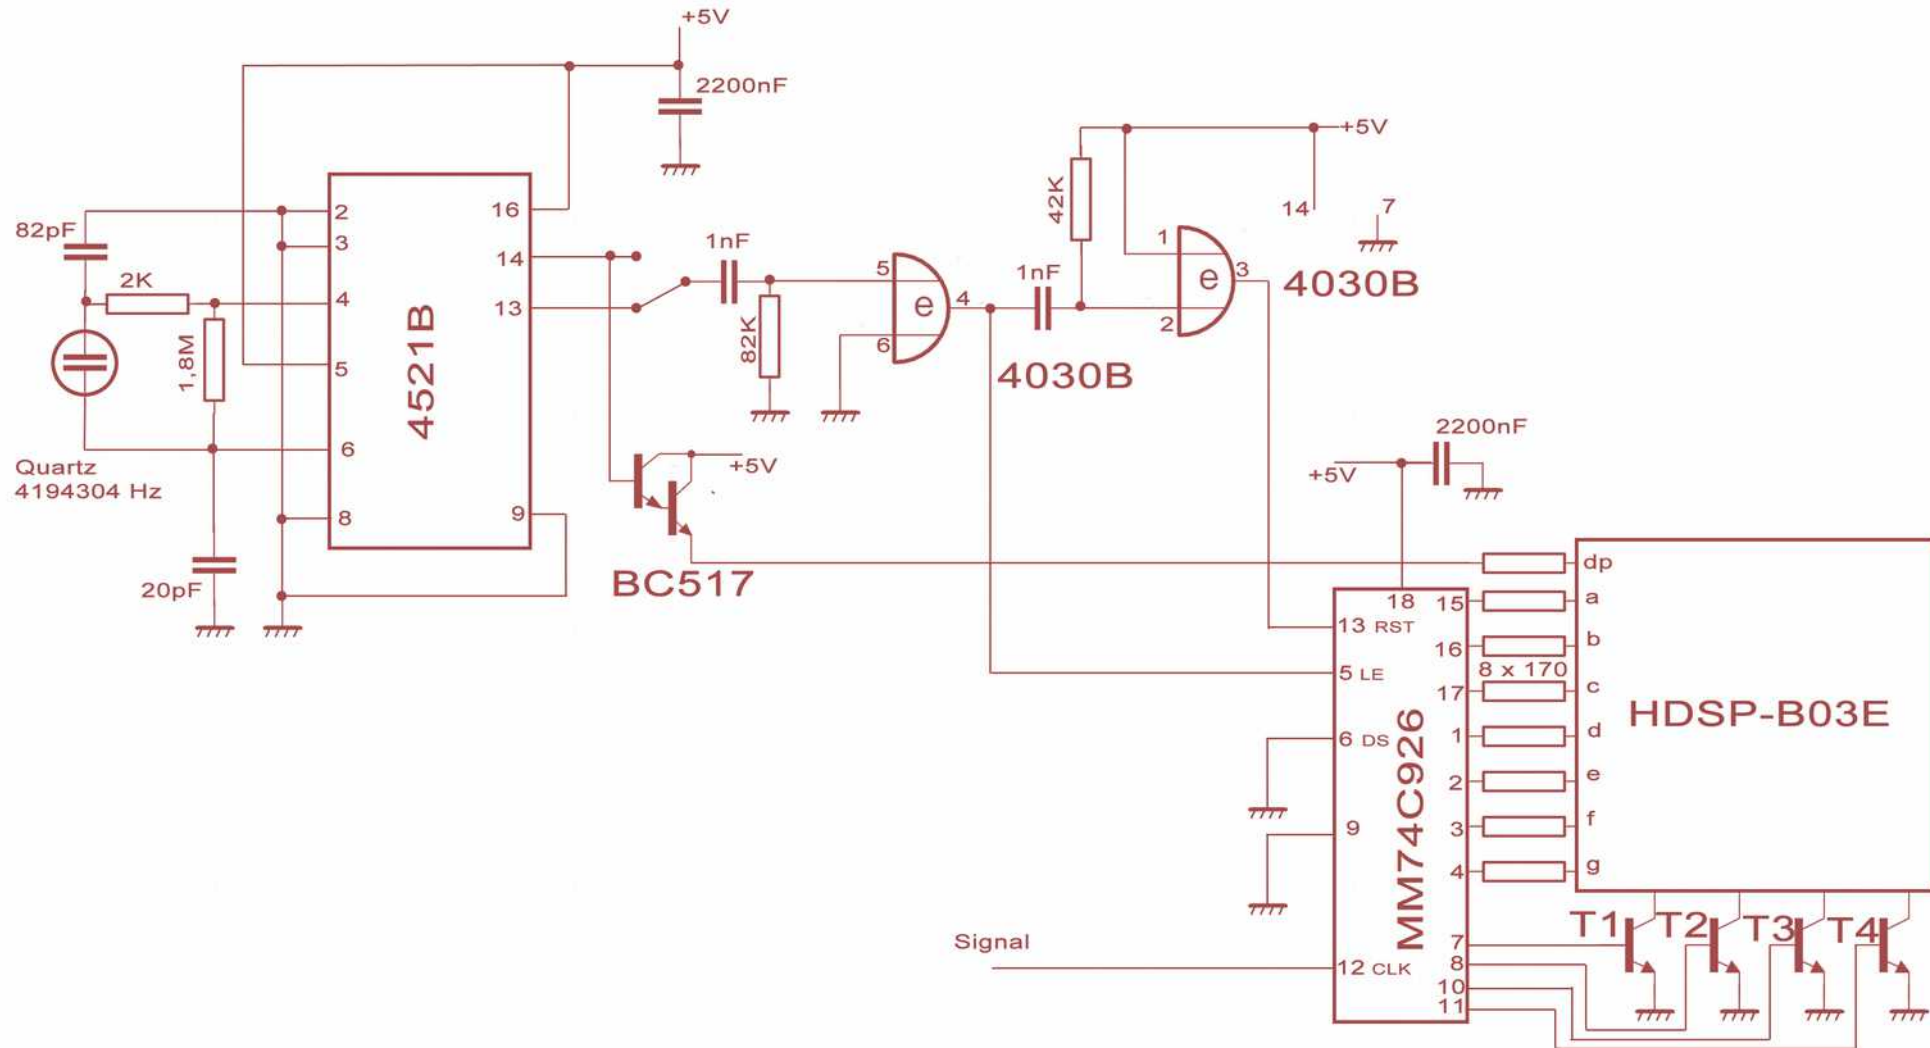 +5V
2200nF
82pF
2K
1,8M
Quartz
4194304 Hz
20pF
2
3
4
5
6
8
16
14
13
9
4521B
1nF
82K
5
6
e
4
4030B
1nF
42K
+5V
1
2
e
3
14
7
4030B
+5V
BC517
2200nF
+5V
18
13 RST
5 LE
6 DS
9
12 CLK
Signal
MM74C926
15
16
17
1
2
3
4
7
8
10
11
8 x 170
dp
a
b
c
d
e
f
g
HDSP-B03E
T1
T2
T3
T4